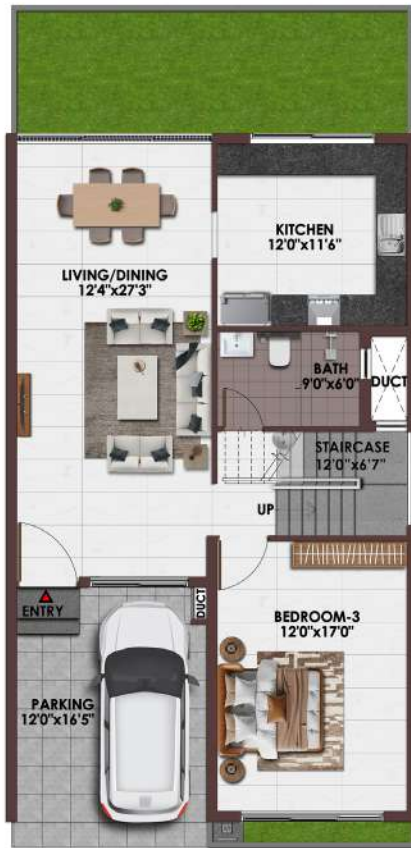 KITCHEN
12'0"x11'6"
LIVING/DINING
12'4"x27'3"
BATH
9'0"x6'0"
DUCT
STAIRCASE
12'0"x6'7"
UP
ENTRY
DUCT
BEDROOM-3
12'0"x17'0"
PARKING
12'0"x16'5"